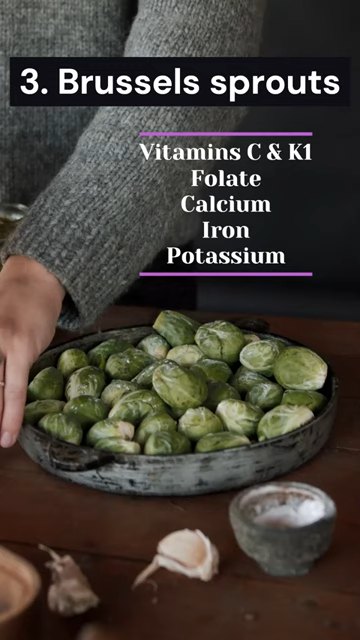 3. Brussels sprouts
Vitamins C & K1
Folate
Calcium
Iron
Potassium